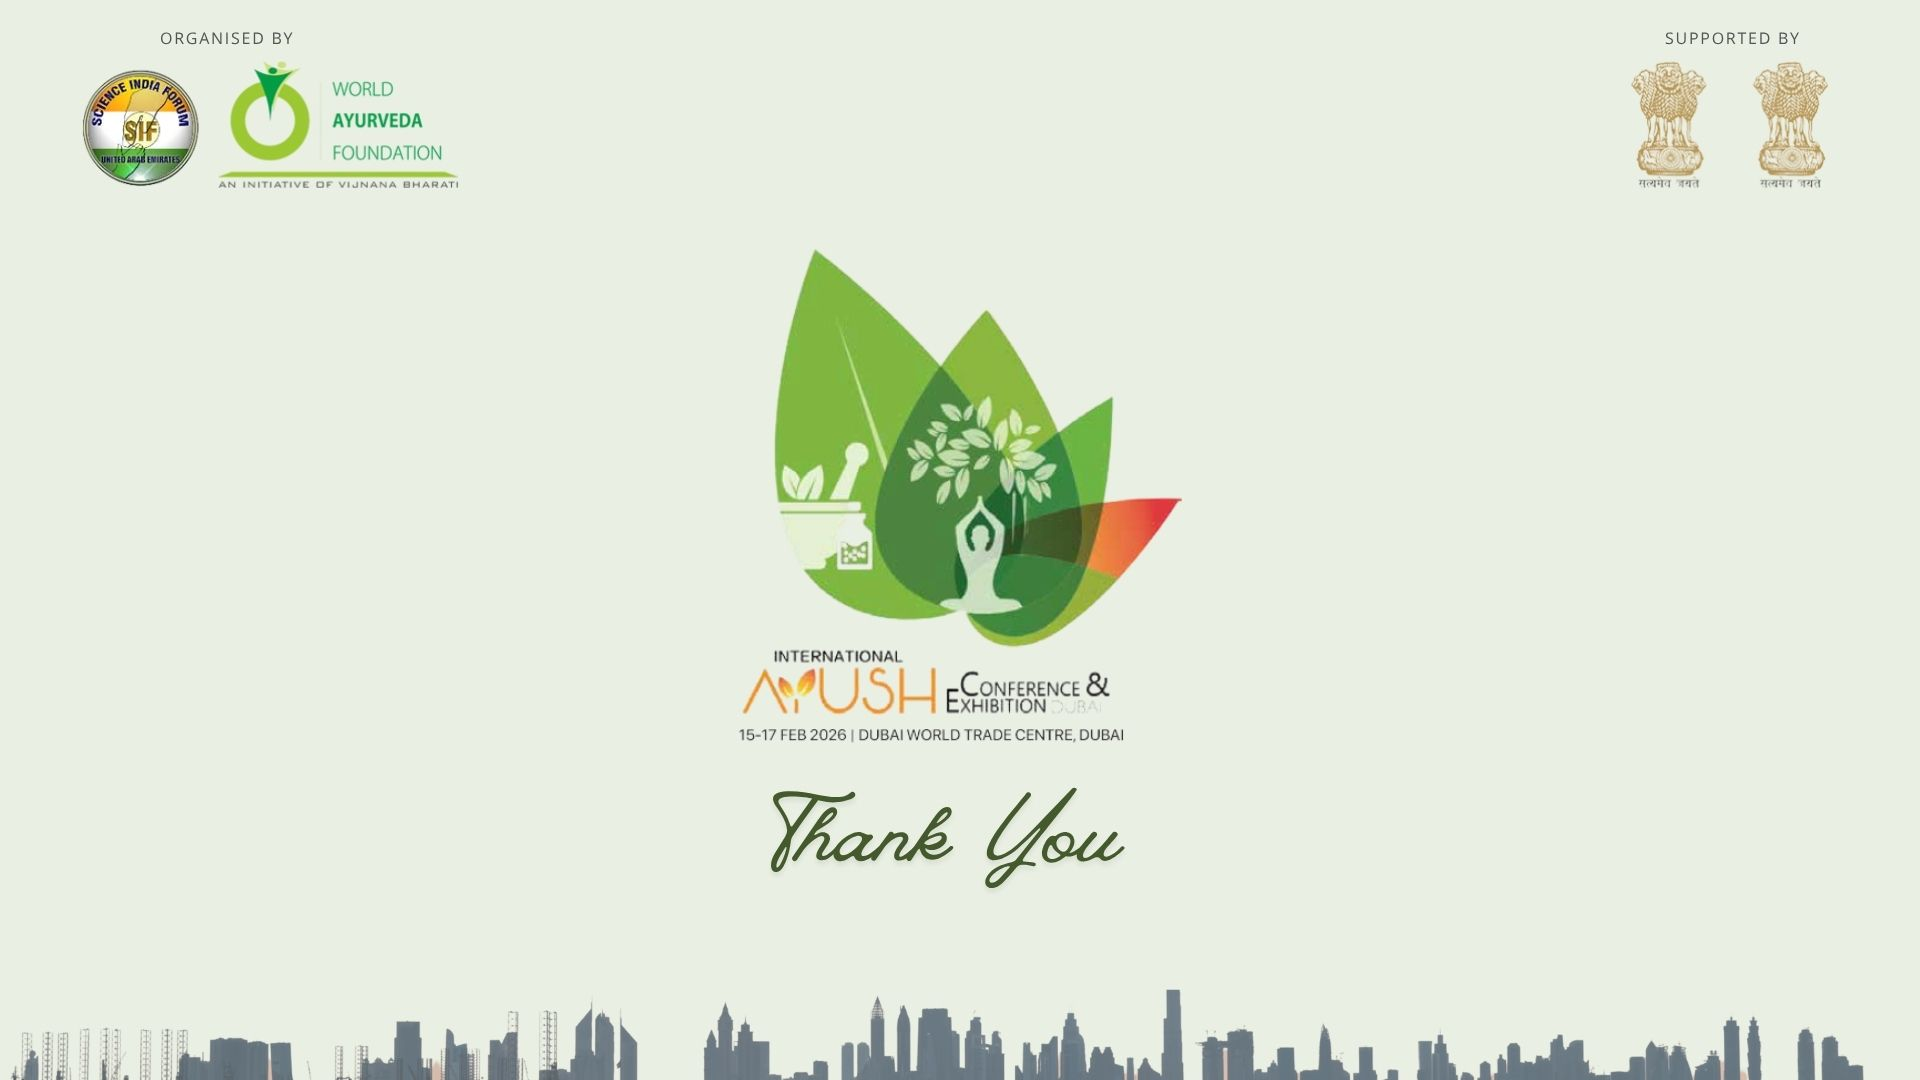 ORGANISED BY
SUPPORTED BY
SCIENCE INDIA FORUM
SIF
UNITED ARAB EMIRATES
WORLD
AYURVEDA
FOUNDATION
AN INITIATIVE OF VIJNANA BHARATI
सत्यमेव जयते
सत्यमेव जयते
INTERNATIONAL
AYUSH CONFERENCE &
EXHIBITION DUBAI
15-17 FEB 2026 | DUBAI WORLD TRADE CENTRE, DUBAI
Thank You